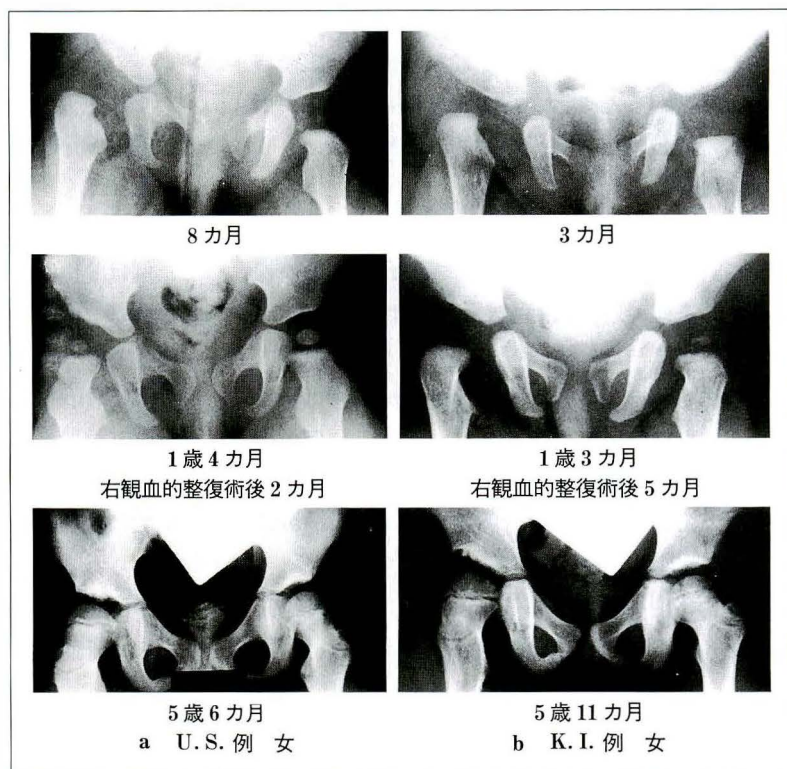 8カ月
3カ月
1歳4カ月
右観血的整復術後2カ月
1歳3カ月
右観血的整復術後5カ月
5歳6カ月
5歳11カ月
a U.S.例 女
b K.I.例 女